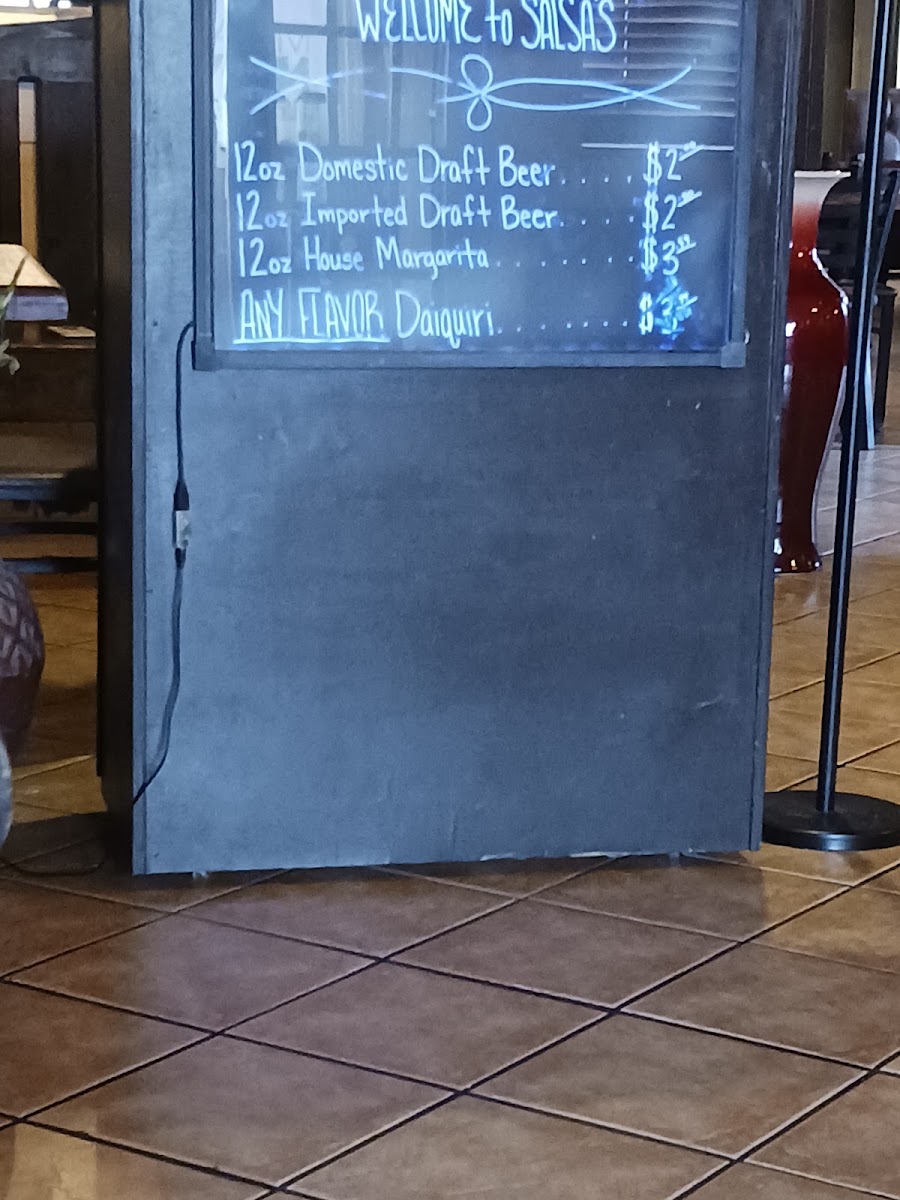 WELCOME to SALSA'S
12oz Domestic Draft Beer..... $2
12oz Imported Draft Beer..... $2
12oz House Margarita........ $3
ANY FLAVOR Daiquiri........ $